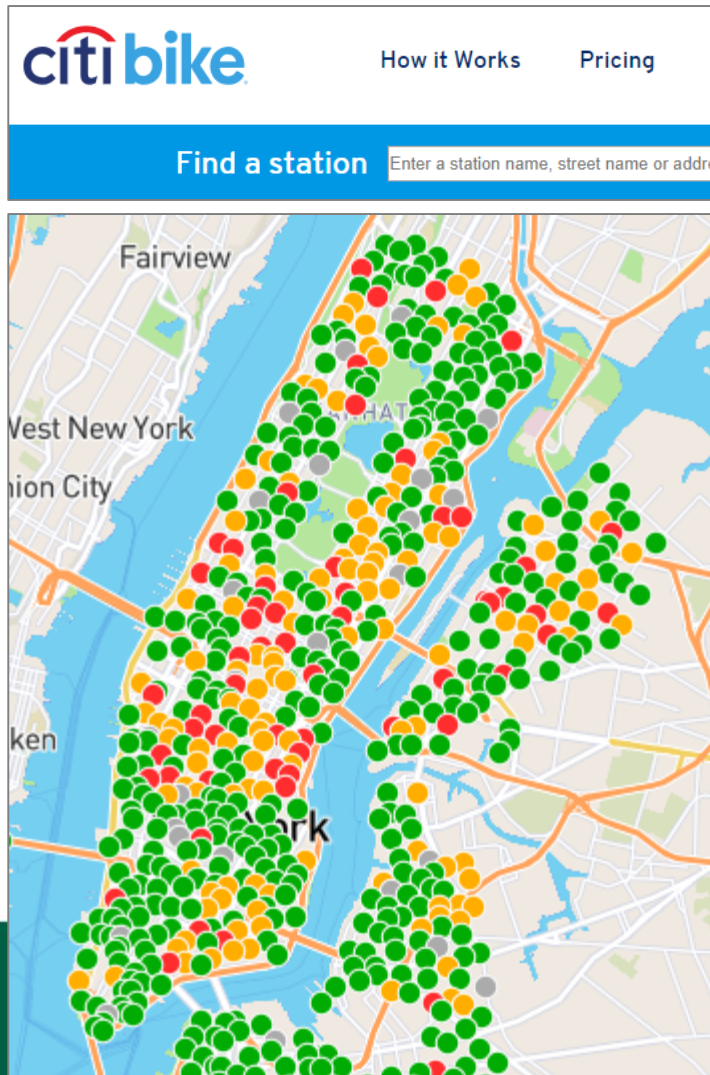 citi bike
How it Works Pricing
Find a station Enter a station name, street name or addre
Fairview
West New York
nion City
ken